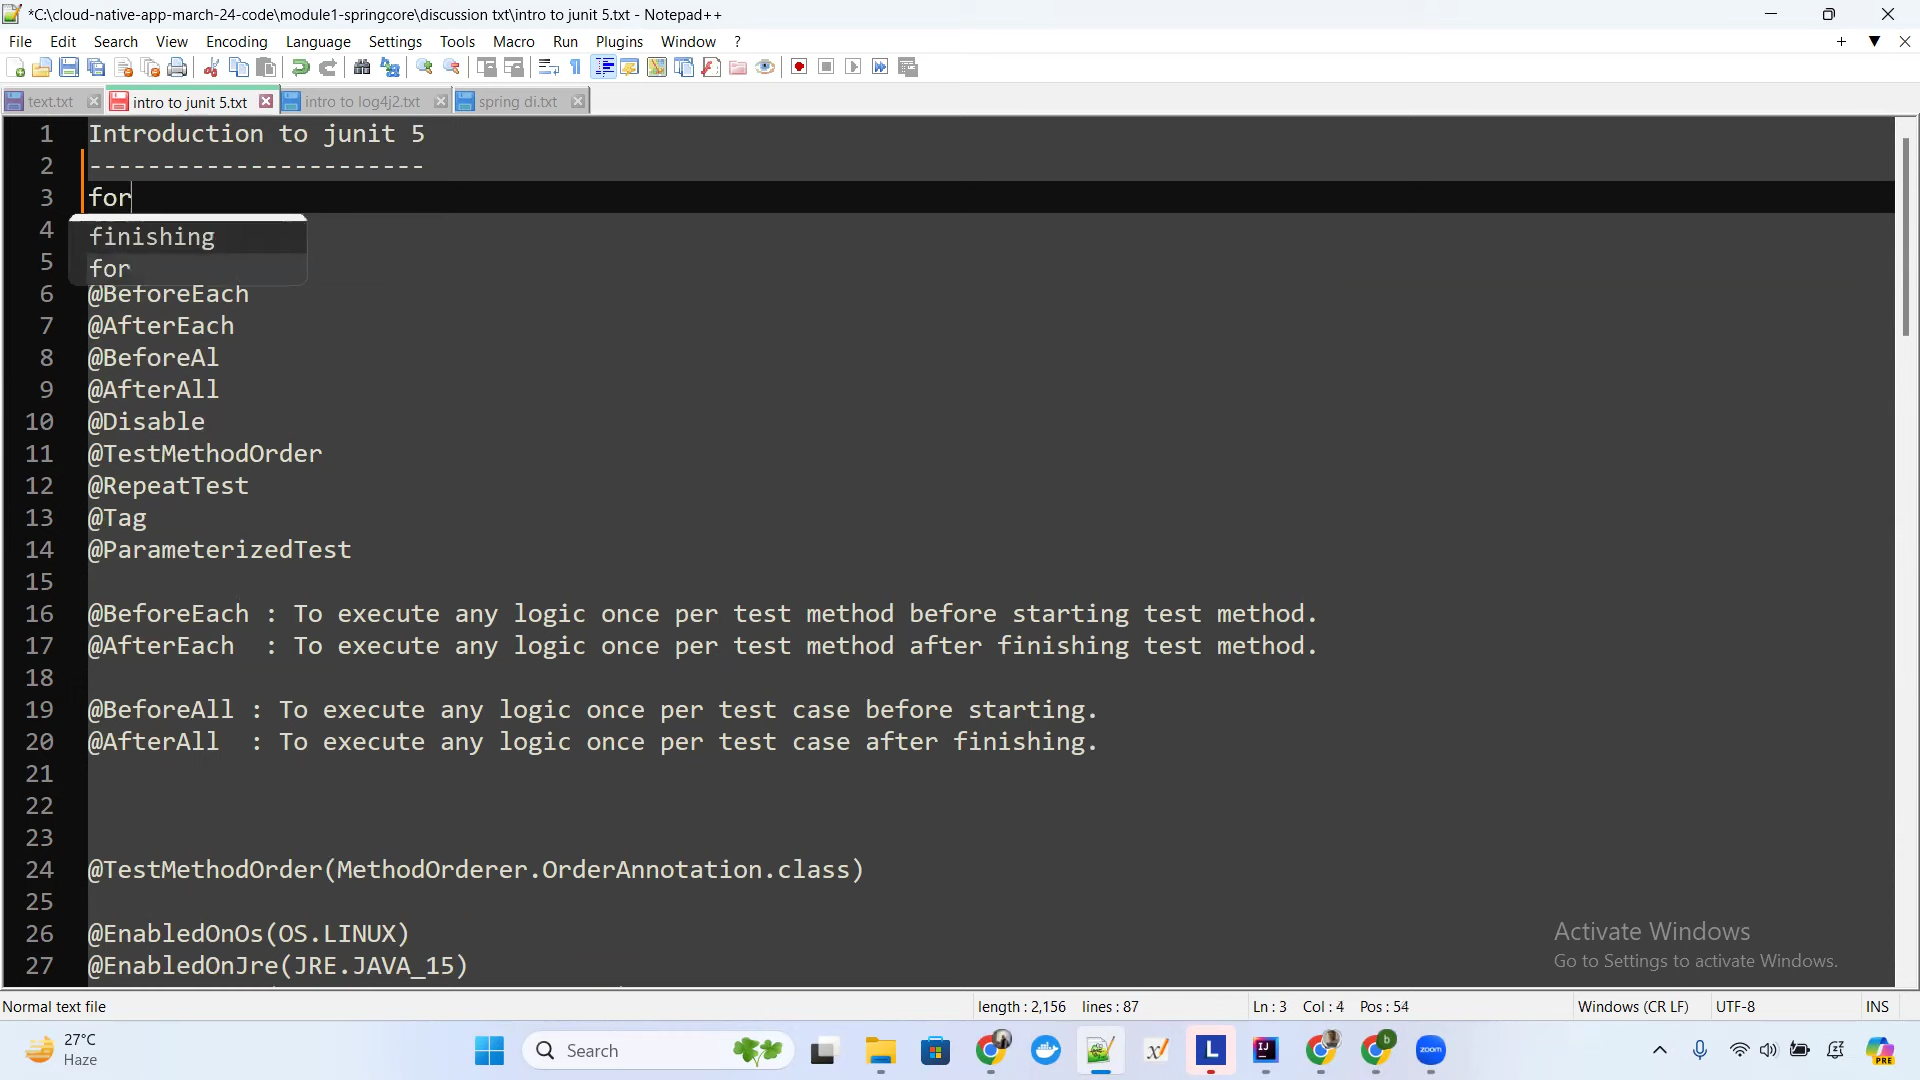 *C:\cloud-native-app-march-24-code\module1-springcore\discussion txt\intro to junit 5.txt - Notepad++
File Edit Search View Encoding Language Settings Tools Macro Run Plugins Window ?
text.txt intro to junit 5.txt intro to log4j2.txt spring di.txt
1 Introduction to junit 5
2 -----------------------
3 for
4 finishing
5 for
6 @BeforeEach
7 @AfterEach
8 @BeforeAl
9 @AfterAll
10 @Disable
11 @TestMethodOrder
12 @RepeatTest
13 @Tag
14 @ParameterizedTest
15
16 @BeforeEach : To execute any logic once per test method before starting test method.
17 @AfterEach : To execute any logic once per test method after finishing test method.
18
19 @BeforeAll : To execute any logic once per test case before starting.
20 @AfterAll : To execute any logic once per test case after finishing.
21
22
23
24 @TestMethodOrder(MethodOrderer.OrderAnnotation.class)
25
26 @EnabledOnOs(OS.LINUX)
27 @EnabledOnJre(JRE.JAVA_15)
Activate Windows
Go to Settings to activate Windows.
Normal text file length : 2,156 lines : 87 Ln : 3 Col : 4 Pos : 54 Windows (CR LF) UTF-8 INS
27°C
Haze
Search
zoom
PRE